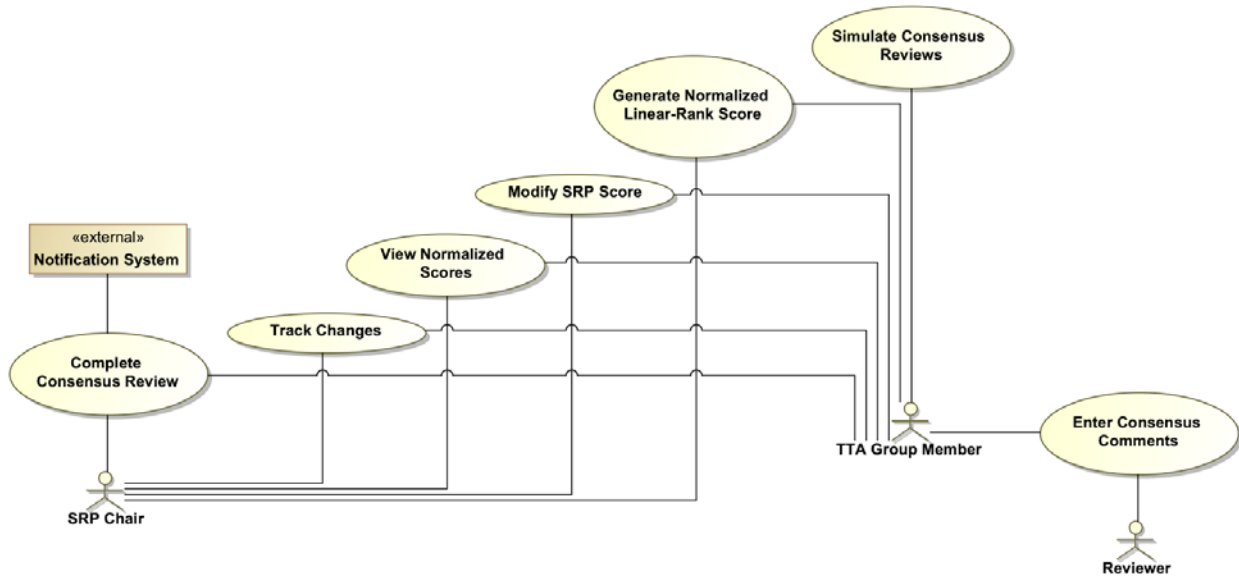 Simulate Consensus
Reviews
Generate Normalized
Linear-Rank Score
Modify SRP Score
«external»
Notification System
View Normalized
Scores
Track Changes
Complete
Consensus Review
Enter Consensus
Comments
TTA Group Member
SRP Chair
Reviewer